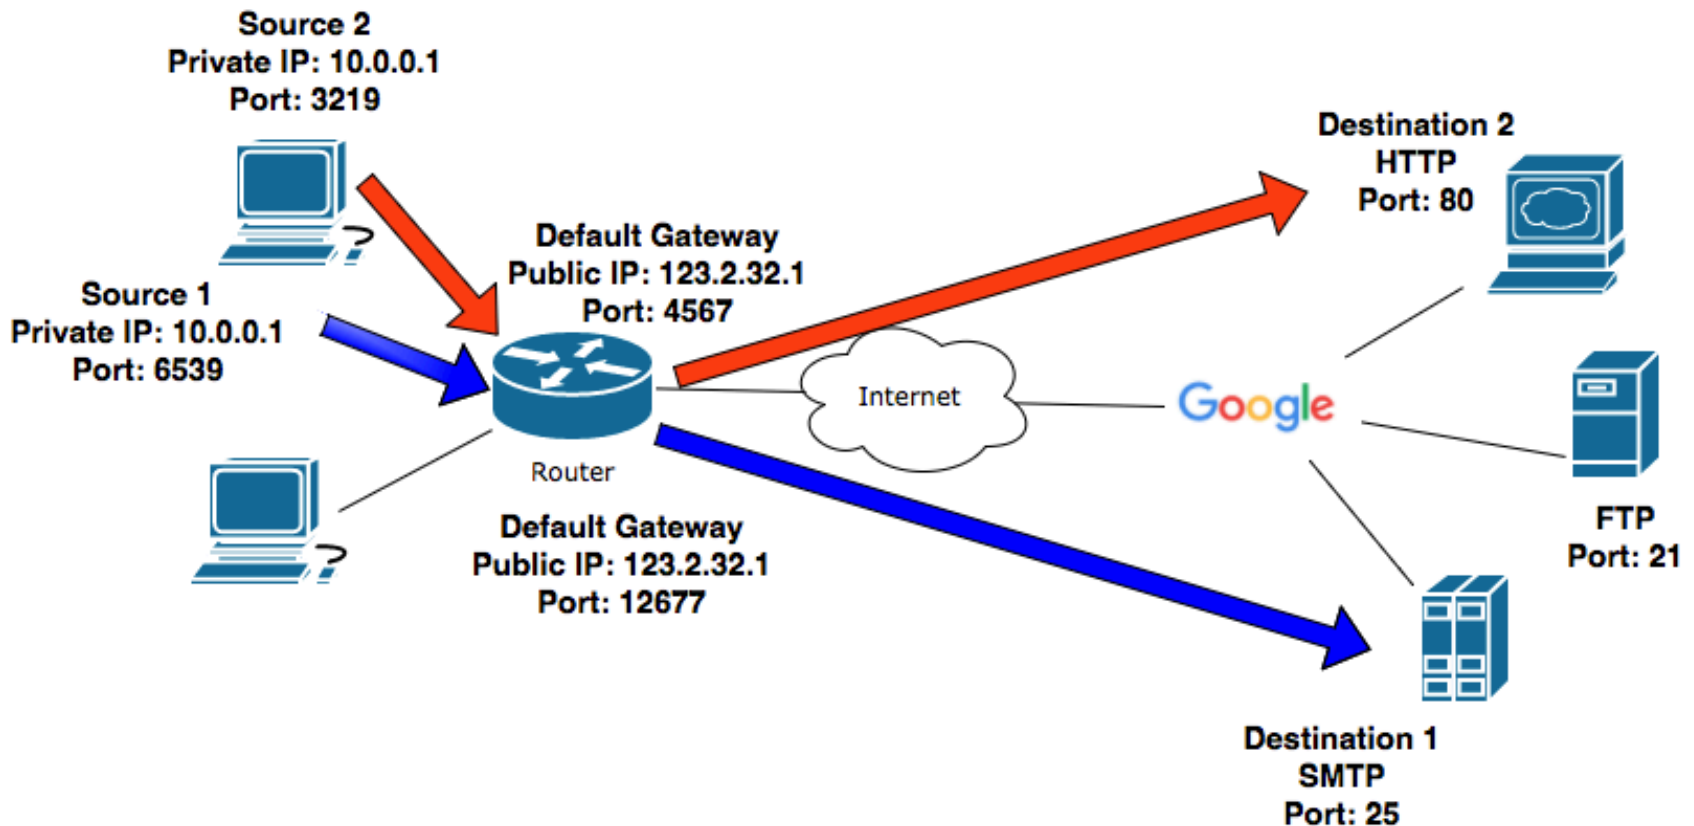 Source 2
Private IP: 10.0.0.1
Port: 3219
Destination 2
HTTP
Port: 80
Default Gateway
Public IP: 123.2.32.1
Port: 4567
Source 1
Private IP: 10.0.0.1
Port: 6539
Internet
Google
Router
Default Gateway
Public IP: 123.2.32.1
Port: 12677
FTP
Port: 21
Destination 1
SMTP
Port: 25